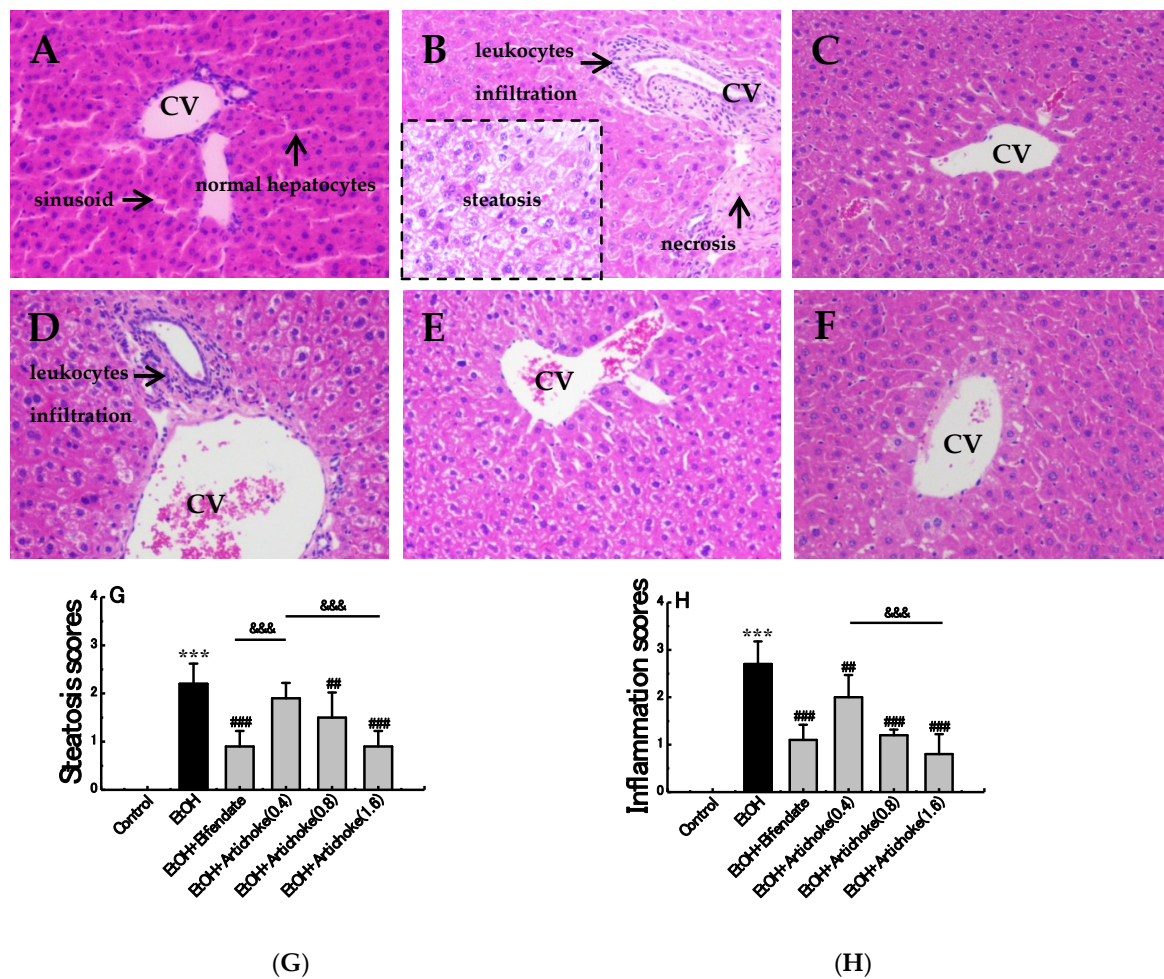 A
CV
sinusoid
normal hepatocytes
B
leukocytes
infiltration
CV
steatosis
necrosis
C
CV
D
leukocytes
infiltration
CV
E
CV
F
CV
G
Steatosis scores
4
3
2
1
0
***
###
&&&
##
&&&
###
Control
EtOH
EtOH+Bifendate
EtOH+Artichoke(0.4)
EtOH+Artichoke(0.8)
EtOH+Artichoke(1.6)
(G)
H
Inflammation scores
4
3
2
1
0
***
###
##
&&&
###
###
Control
EtOH
EtOH+Bifendate
EtOH+Artichoke(0.4)
EtOH+Artichoke(0.8)
EtOH+Artichoke(1.6)
(H)